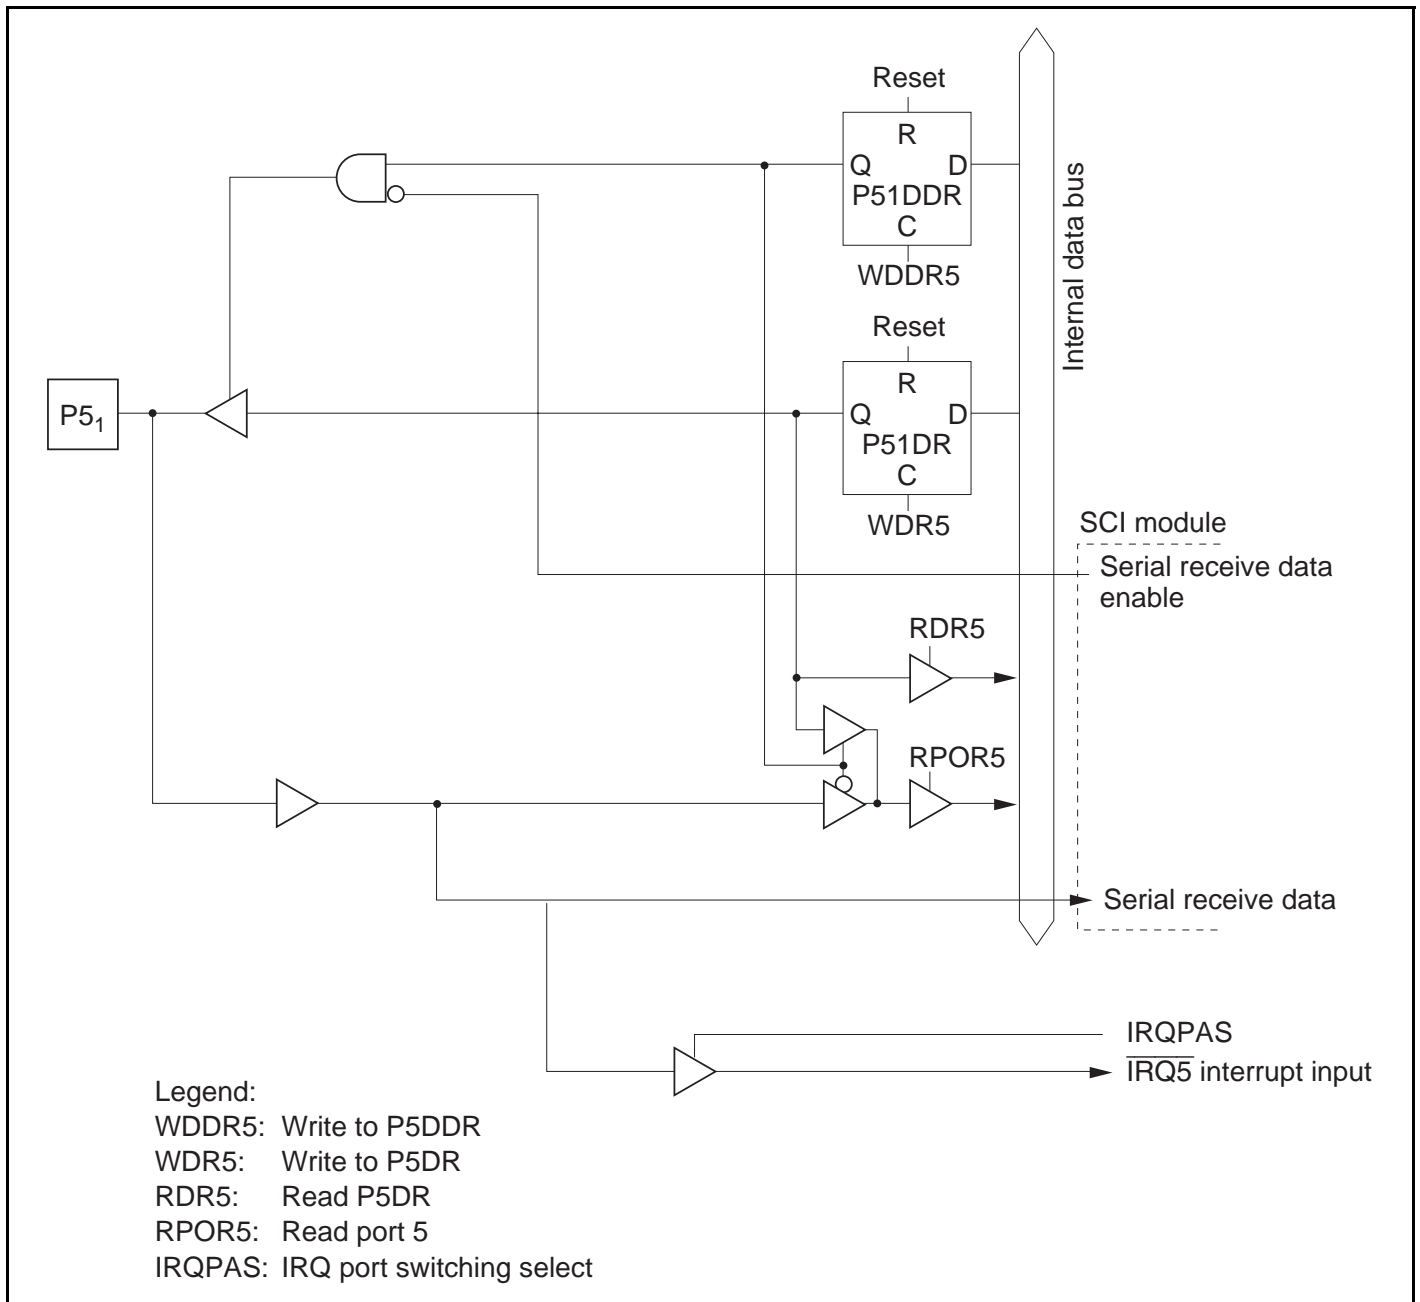 Reset
R
Q D
P51DDR
C
WDDR5
Internal data bus
Reset
R
P5₁
Q D
P51DR
C
WDR5
SCI module
Serial receive data
enable
RDR5
RPOR5
Serial receive data
IRQPAS
I̅R̅Q̅5̅ interrupt input
Legend:
WDDR5: Write to P5DDR
WDR5: Write to P5DR
RDR5: Read P5DR
RPOR5: Read port 5
IRQPAS: IRQ port switching select